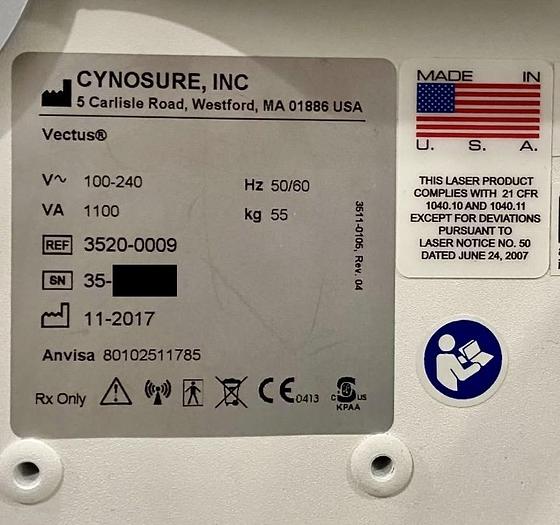 CYNOSURE, INC
5 Carlisle Road, Westford, MA 01886 USA
Vectus®
V~ 100-240
Hz 50/60
VA 1100
kg 55
REF 3520-0009
SN 35-
11-2017
Anvisa 80102511785
Rx Only
CE 0413
C S US
KPAA
3511-0106, Rev. 04
MADE IN
U. S. A.
THIS LASER PRODUCT
COMPLIES WITH 21 CFR
1040.10 AND 1040.11
EXCEPT FOR DEVIATIONS
PURSUANT TO
LASER NOTICE NO. 50
DATED JUNE 24, 2007